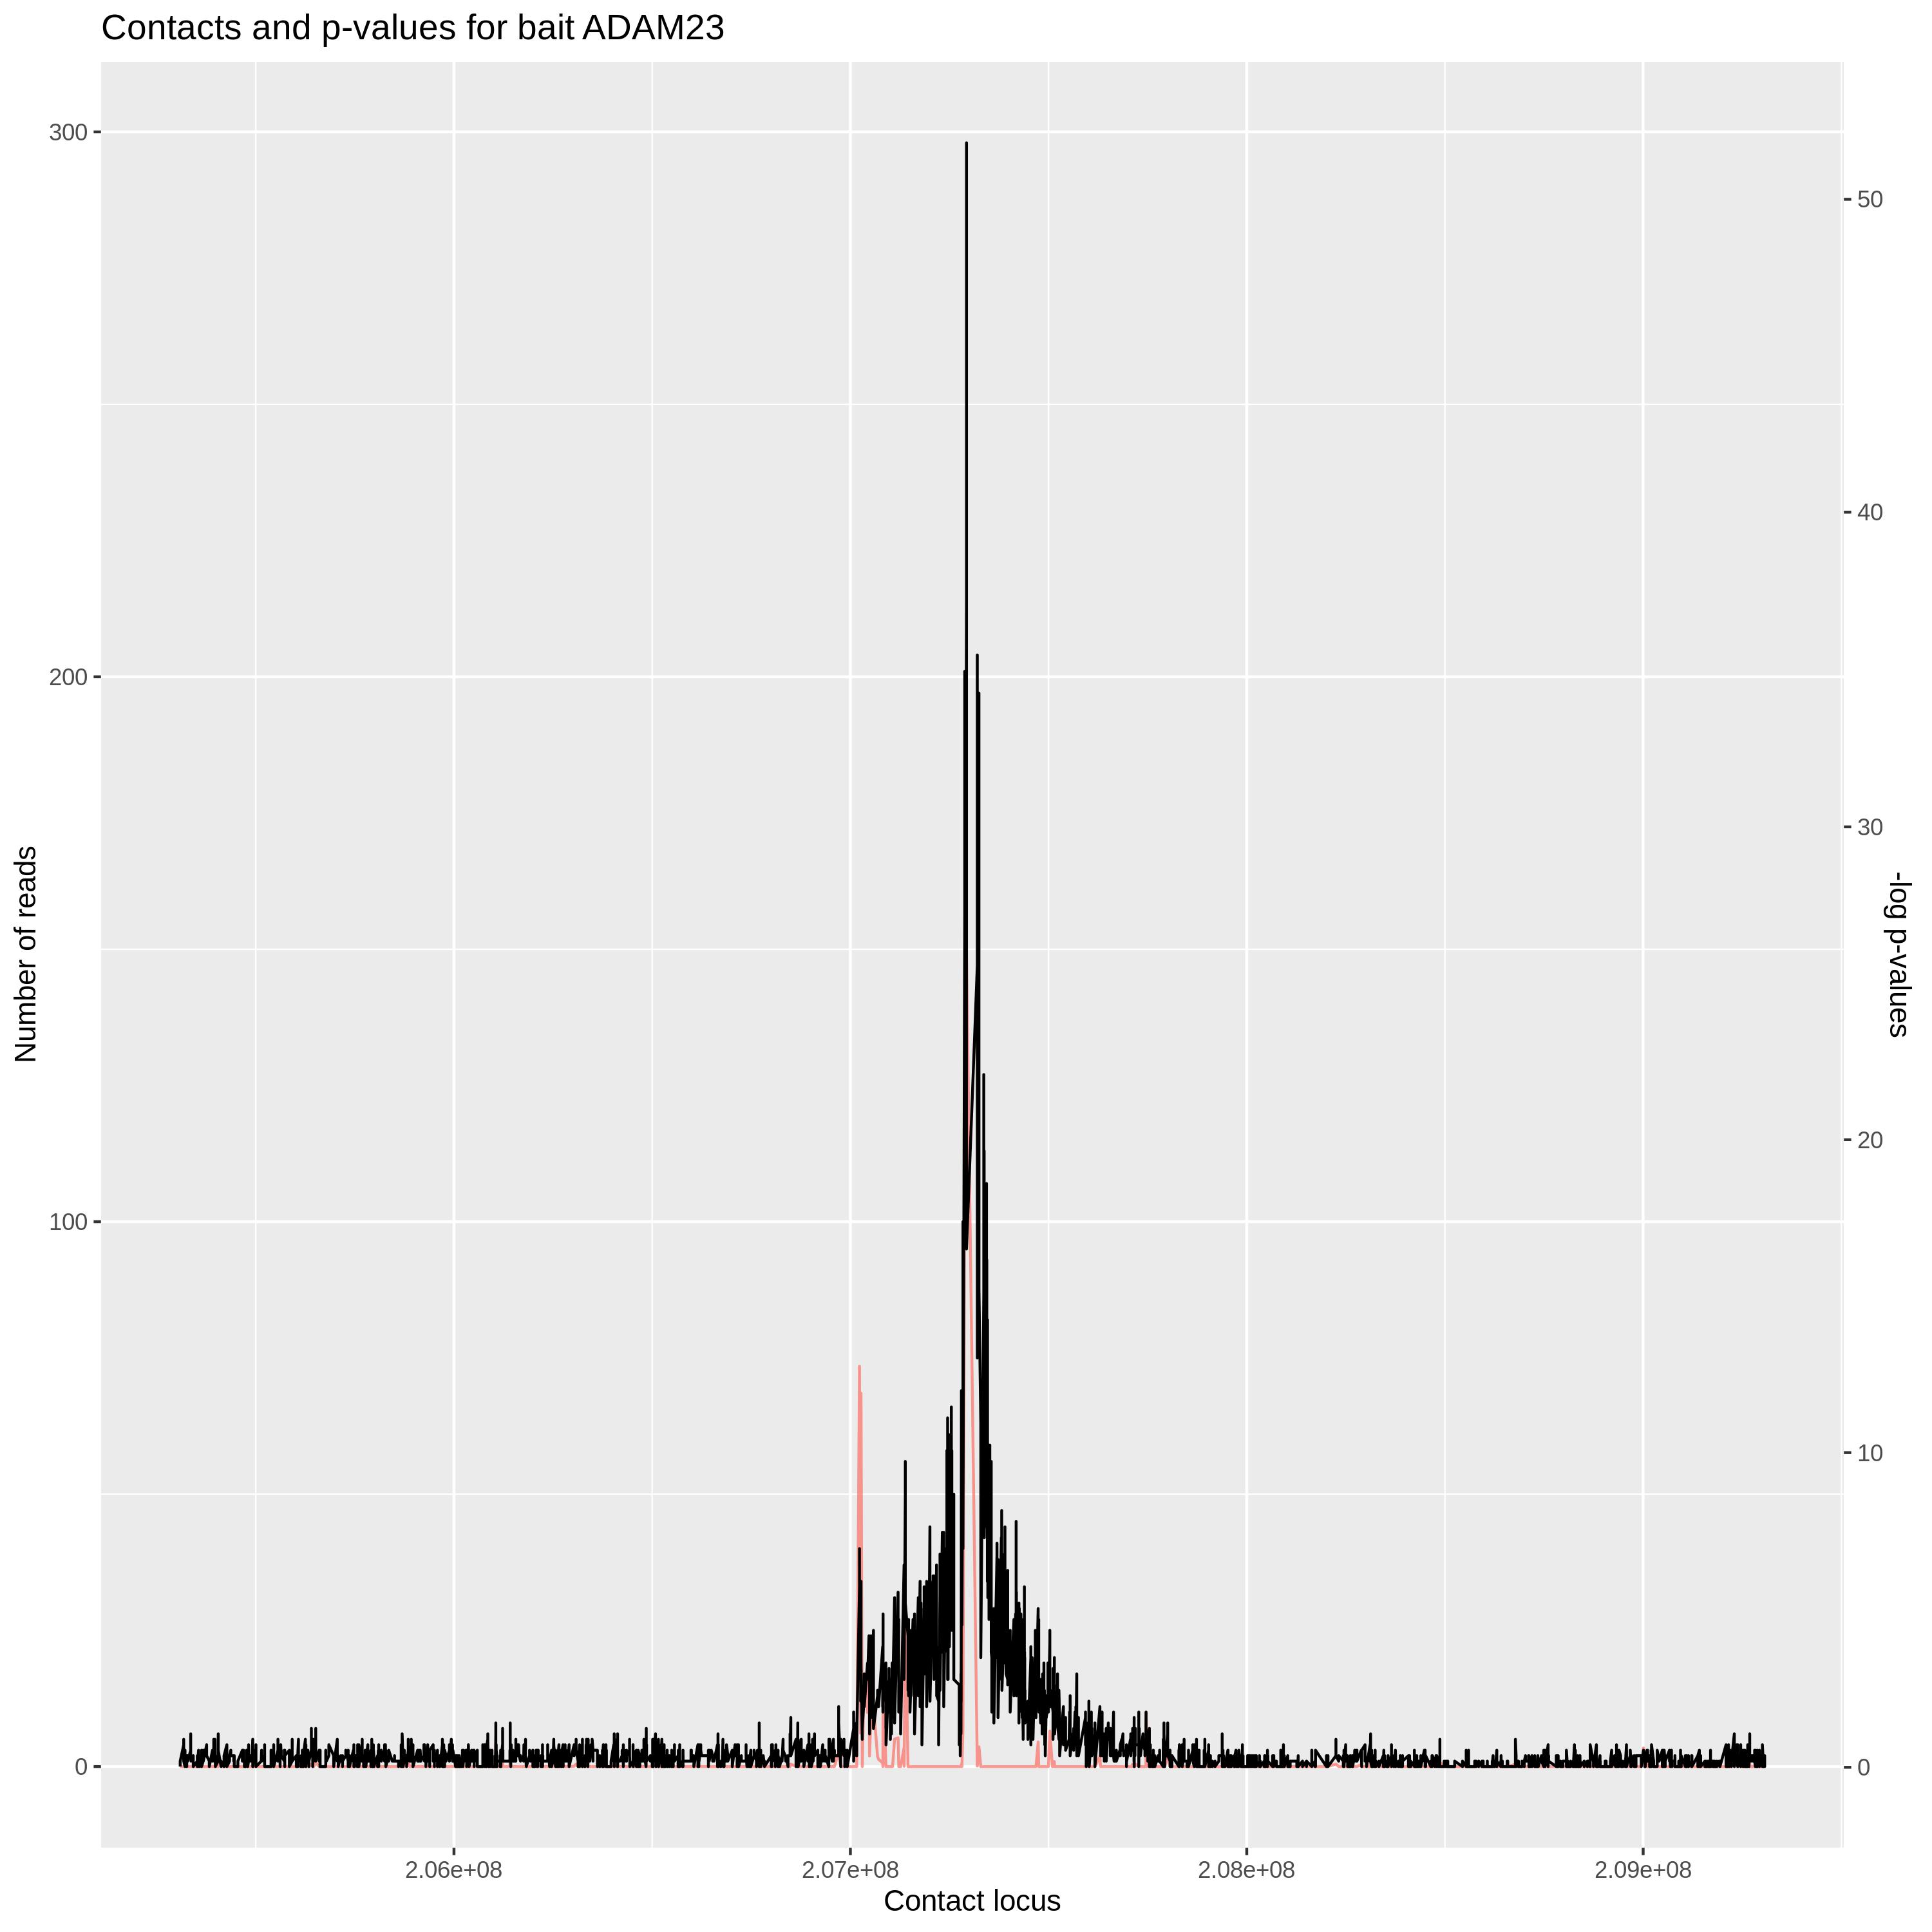 Contacts and p-values for bait ADAM23
300
200
100
0
Number of reads
50
40
30
20
10
0
-log p-values
2.06e+08
2.07e+08
2.08e+08
2.09e+08
Contact locus